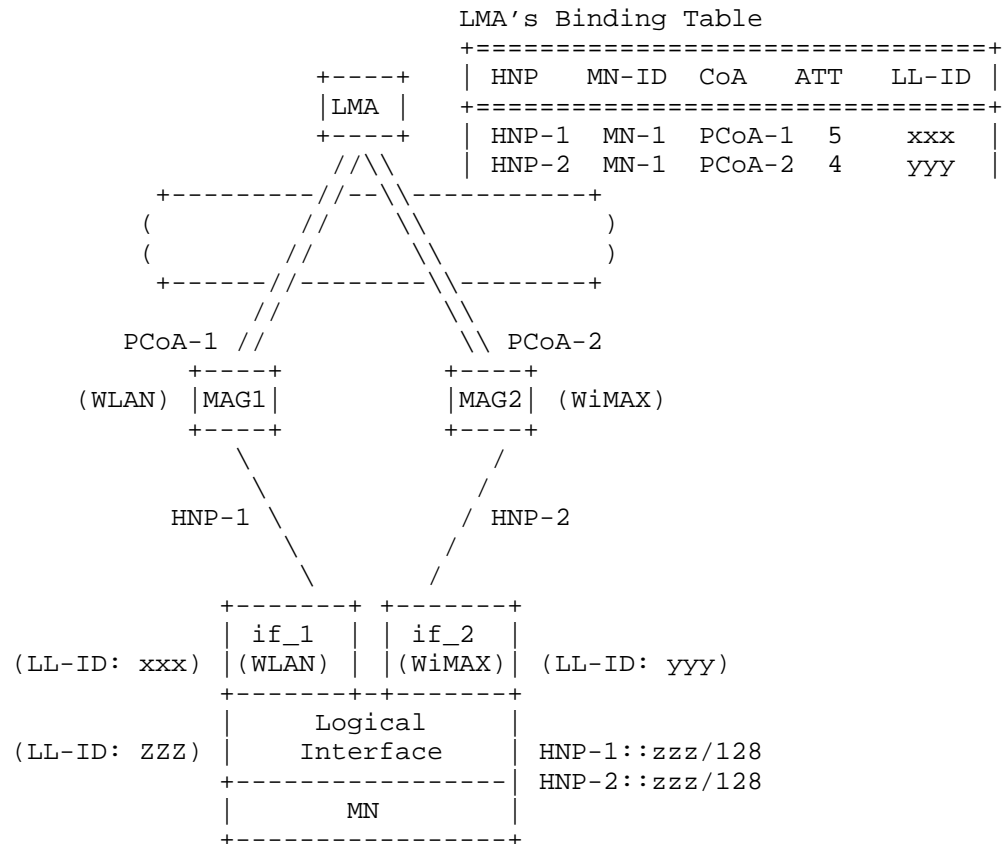 LMA's Binding Table
HNP MN-ID CoA ATT LL-ID
LMA
HNP-1 MN-1 PCoA-1 5 xxx
HNP-2 MN-1 PCoA-2 4 yyy
PCoA-1 PCoA-2
(WLAN) MAG1 MAG2 (WiMAX)
HNP-1 HNP-2
if_1 if_2
(LL-ID: xxx) (WLAN) (WiMAX) (LL-ID: yyy)
Logical
(LL-ID: ZZZ) Interface HNP-1::zzz/128
HNP-2::zzz/128
MN